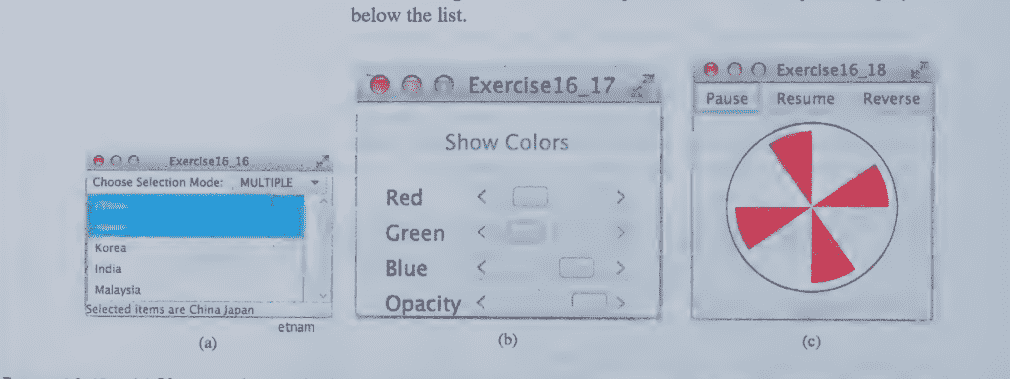 below the list.
Exercise16_16
Choose Selection Mode: MULTIPLE
Korea
India
Malaysia
Selected items are China Japan
etnam
(a)
Exercise16_17
Show Colors
Red < >
Green < >
Blue < >
Opacity < >
(b)
Exercise16_18
Pause Resume Reverse
(c)